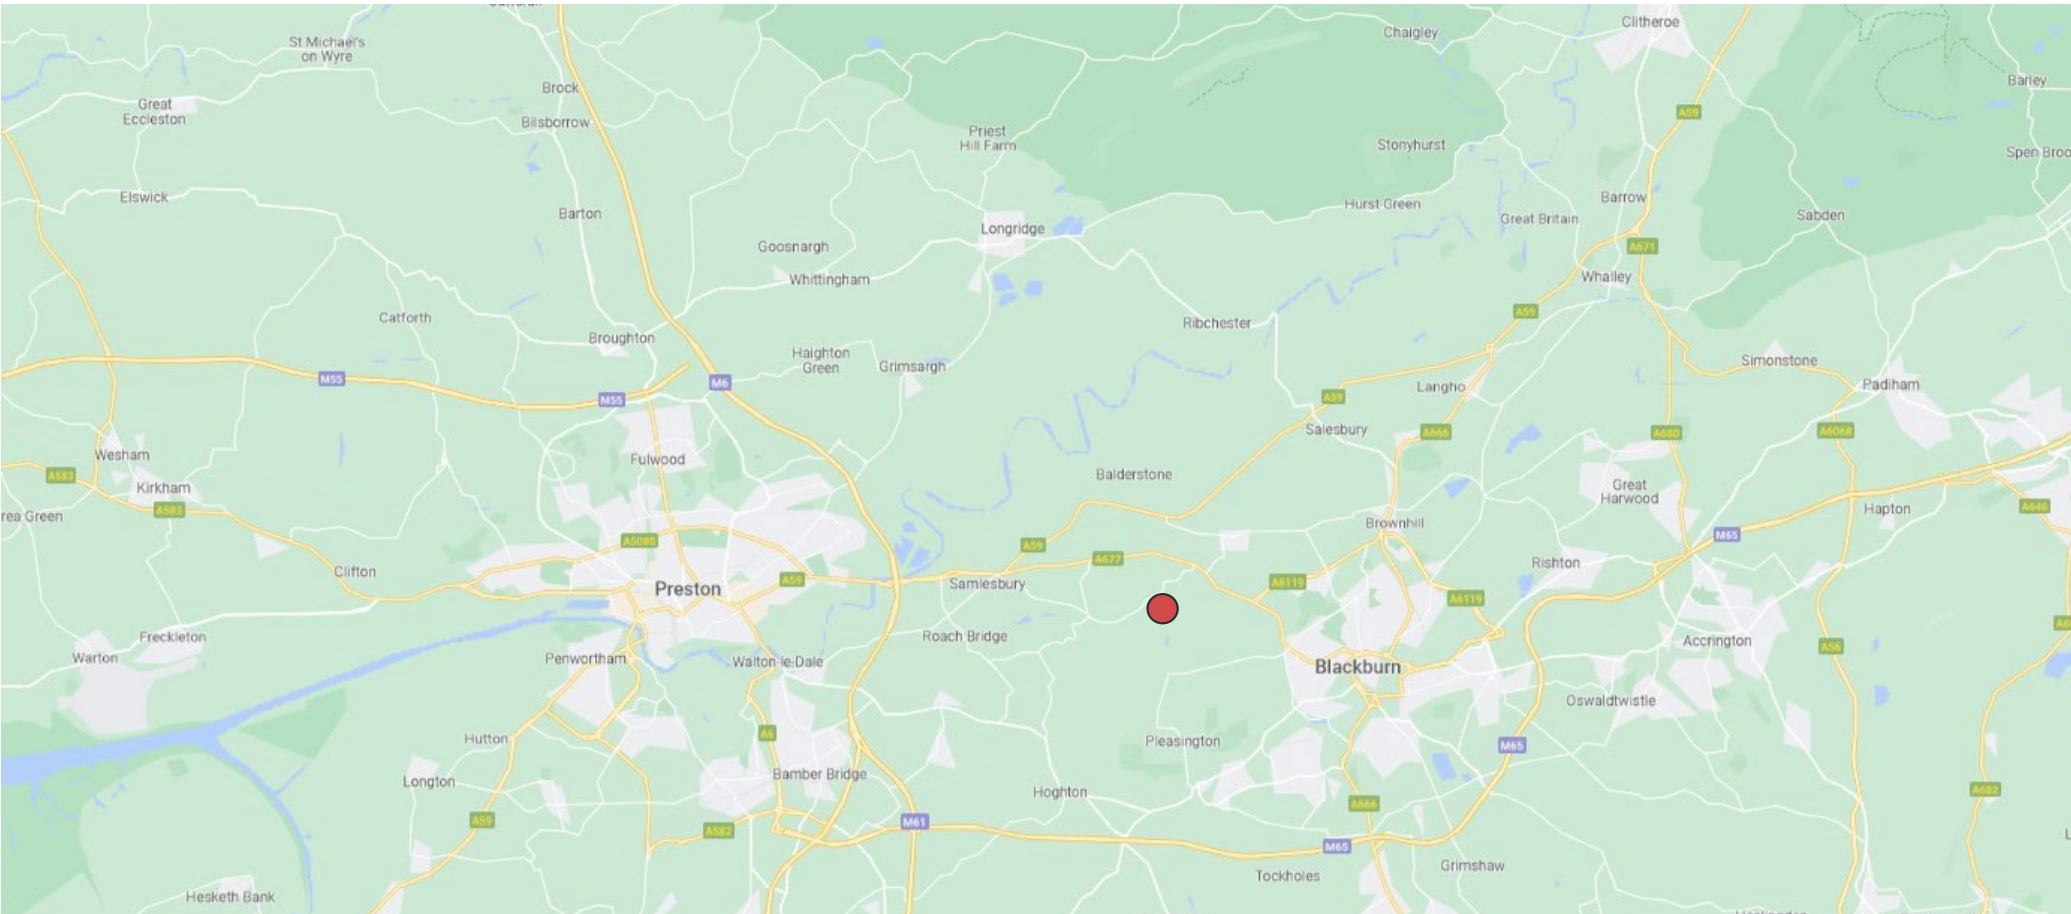 Clitheroe
Chaigley
St Michael's
on Wyre
Barley
Brock
Great
Eccleston
A59
Bilsborrow
Priest
Hill Farm
Stonyhurst
Elswick
Barrow
Hurst Green
Barton
Sabden
Great Britain
Longridge
Goosnargh
A671
Whittingham
Whalley
A59
Catforth
Ribchester
Broughton
Haighton
Green
Grimsargh
Simonstone
M55
M6
Padiham
Langho
M55
A59
Salesbury
A666
A680
A6068
Wesham
Fulwood
A583
Balderstone
Kirkham
Great
Harwood
A583
A646
Hapton
rea Green
Brownhill
M65
A5085
A59
A677
Rishton
Clifton
A59
Samlesbury
A6119
Preston
A6119
Freckleton
Roach Bridge
Accrington
A56
Warton
Penwortham
Walton-le-Dale
Blackburn
Oswaldtwistle
A6
Hutton
Pleasington
M65
Bamber Bridge
Longton
Hoghton
A682
A666
A59
M61
A582
M65
Grimshaw
Tockholes
Hesketh Bank